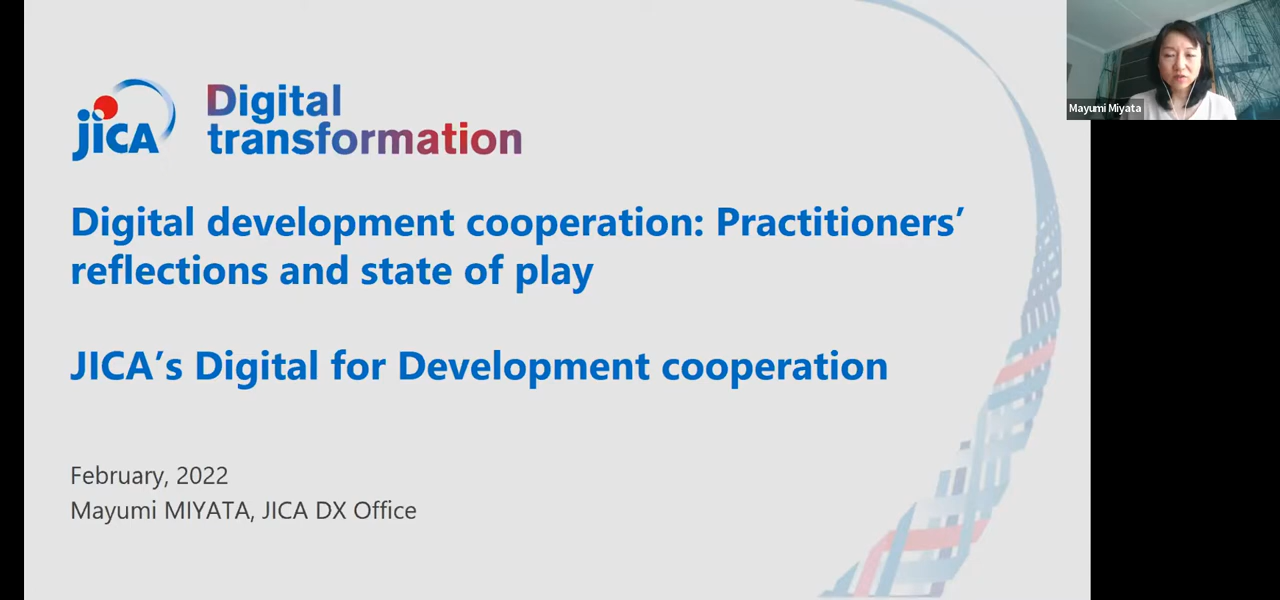 JICA
Digital
transformation
Digital development cooperation: Practitioners’
reflections and state of play
JICA’s Digital for Development cooperation
February, 2022
Mayumi MIYATA, JICA DX Office
Mayumi Miyata